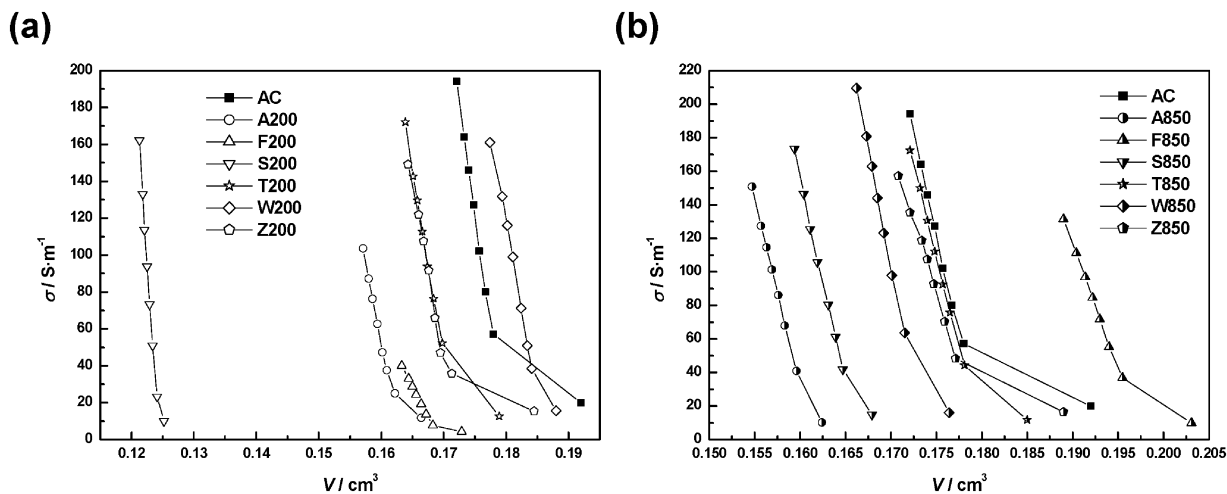 (a)
200
180
160
140
120
100
80
60
40
20
0
σ / S·m⁻¹
0.12 0.13 0.14 0.15 0.16 0.17 0.18 0.19
V / cm³
AC
A200
F200
S200
T200
W200
Z200
(b)
220
200
180
160
140
120
100
80
60
40
20
0
σ / S·m⁻¹
0.150 0.155 0.160 0.165 0.170 0.175 0.180 0.185 0.190 0.195 0.200 0.205
V / cm³
AC
A850
F850
S850
T850
W850
Z850